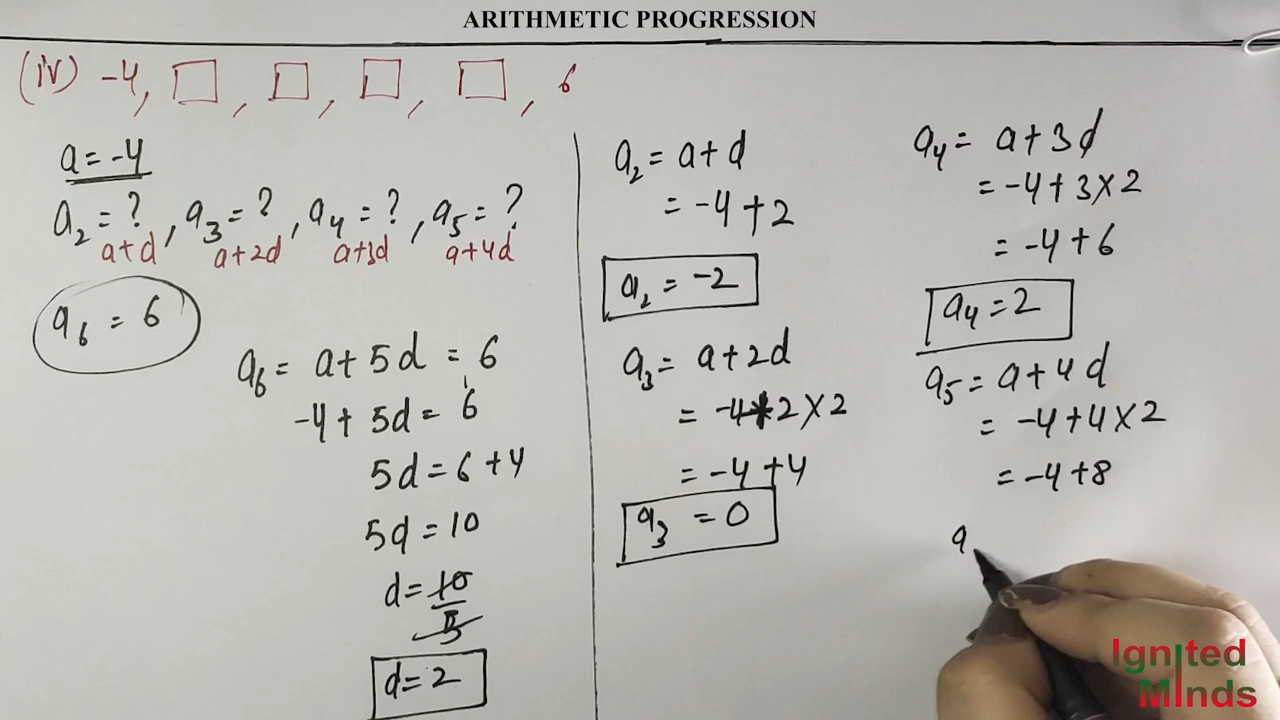 ARITHMETIC PROGRESSION
(iv) -4, □, □, □, □, 6
a = -4
a₂ = ?, a₃ = ?, a₄ = ?, a₅ = ?
a+d a+2d a+3d a+4d
a₆ = 6
a₆ = a + 5d = 6
-4 + 5d = 6
5d = 6 + 4
5d = 10
d = 10/5
d = 2
a₂ = a + d
= -4 + 2
a₂ = -2
a₃ = a + 2d
= -4 + 2 × 2
= -4 + 4
a₃ = 0
a₄ = a + 3d
= -4 + 3 × 2
= -4 + 6
a₄ = 2
a₅ = a + 4d
= -4 + 4 × 2
= -4 + 8
a
Ignited
Minds